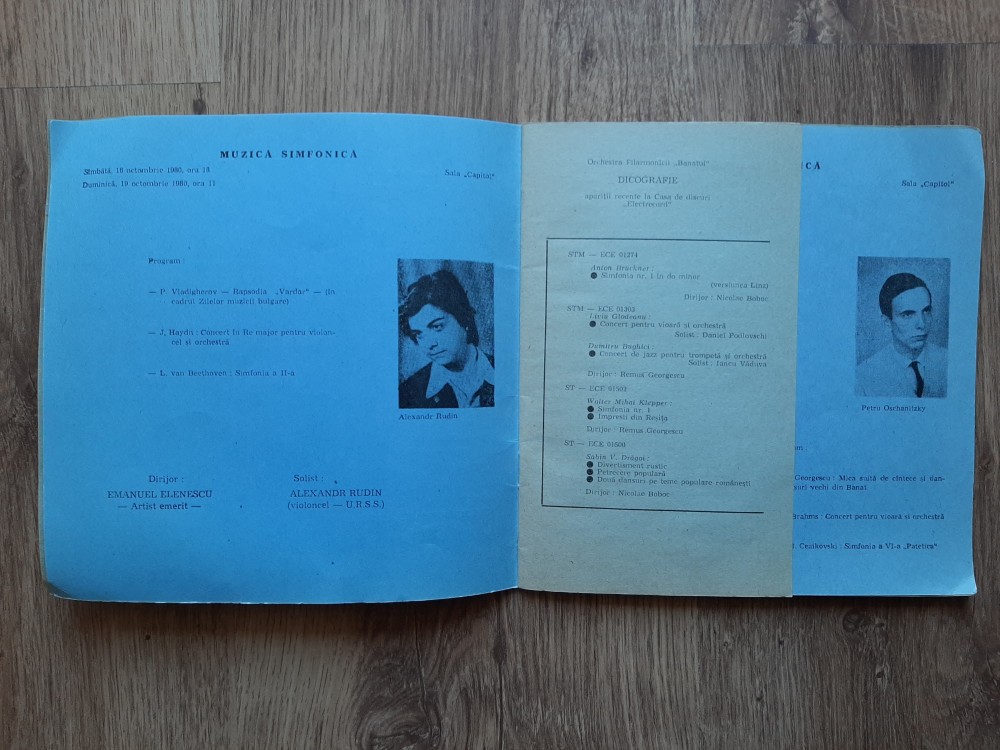 MUZICĂ SIMFONICĂ
Sîmbătă, 18 octombrie 1980, ora 19
Duminică, 19 octombrie 1980, ora 11
Sala „Capitol"
Program :
— P. Vladigherov — Rapsodia „Vardar" — (în
cadrul Zilelor muzicii bulgare)
— J. Haydn : Concert în Re major pentru violon-
cel și orchestră
— L. van Beethoven : Simfonia a II-a
Alexandr Rudin
Dirijor :
EMANUEL ELENESCU
— Artist emerit —
Solist :
ALEXANDR RUDIN
(violoncel — U.R.S.S.)
Orchestra Filarmonicii „Banatul"
DICOGRAFIE
apariții recente la Casa de discuri
„Electrecord"
STM — ECE 01274
Anton Bruckner :
● Simfonia nr. 1 în do minor
(versiunea Linz)
Dirijor : Nicolae Boboc
STM — ECE 01303
Liviu Glodeanu :
● Concert pentru vioară și orchestră
Solist : Daniel Podlovschi
Dumitru Bughici :
● Concert de jazz pentru trompetă și orchestră
Solist : Iancu Văduva
Dirijor : Remus Georgescu
ST — ECE 01503
Walter Mihai Klepper :
● Simfonia nr. 1
● Impresii din Reșița
Dirijor : Remus Georgescu
ST — ECE 01600
Sabin V. Drăgoi :
● Divertisment rustic
● Petrecere populară
● Două dansuri pe teme populare românești
Dirijor : Nicolae Boboc
CA
Sala „Capitol"
Petro Oschanitzky
Georgescu : Mica suită de cîntece și dan-
suri vechi din Banat
Brahms : Concert pentru vioară și orchestră
Ceaikovski : Simfonia a VI-a „Patetica"